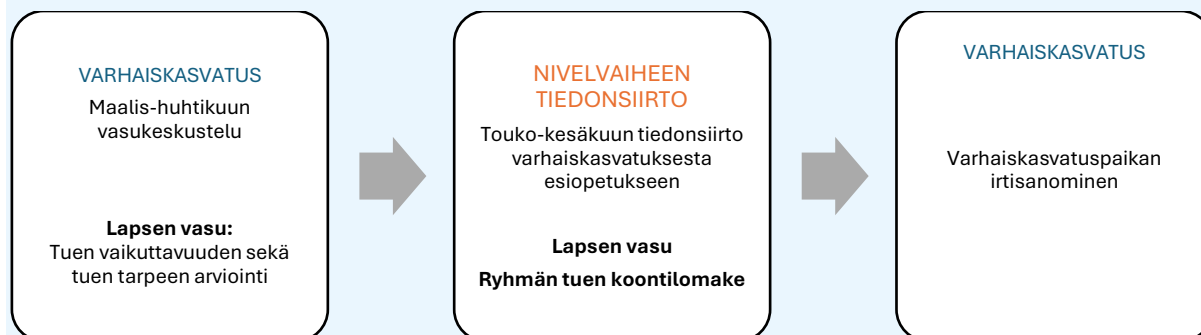 VARHAISKASVATUS
Maalis-huhtikuun
vasukeskustelu
Lapsen vasu:
Tuen vaikuttavuuden sekä
tuen tarpeen arviointi
NIVELVAIHEEN
TIEDONSIIRTO
Touko-kesäkuun tiedonsiirto
varhaiskasvatuksesta
esiopetukseen
Lapsen vasu
Ryhmän tuen koontilomake
VARHAISKASVATUS
Varhaiskasvatuspaikan
irtisanominen